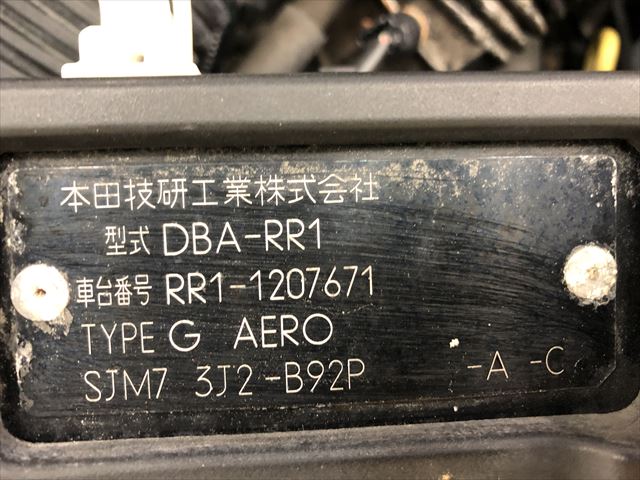 本田技研工業株式会社
型式 DBA-RR1
車台番号 RR1-1207671
TYPE G AERO
SJM7 3J2-B92P -A -C